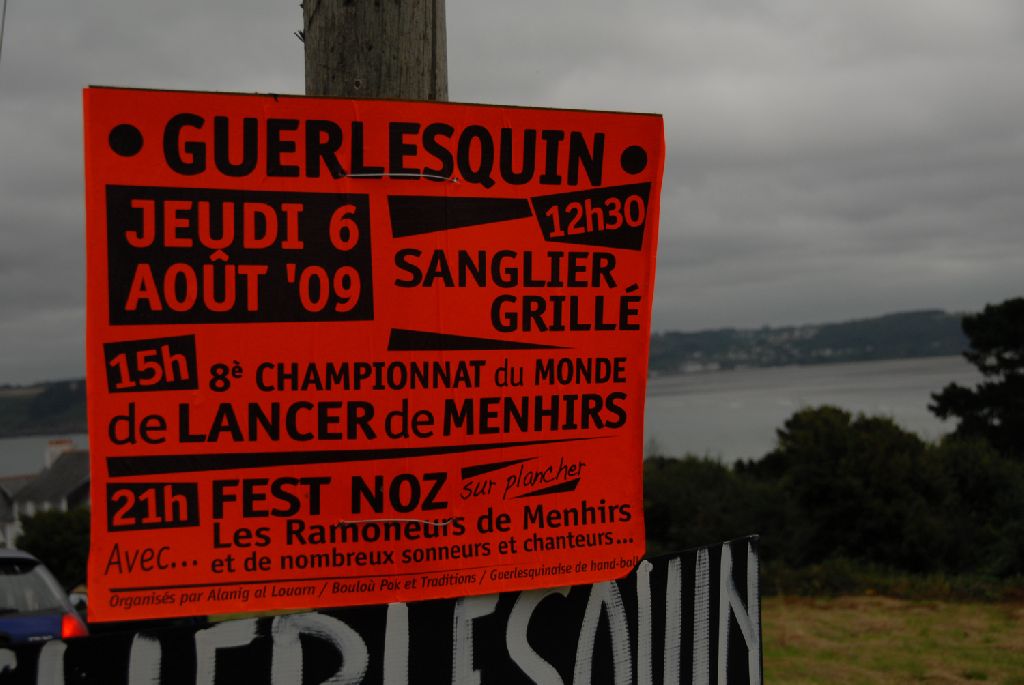 • GUERLESQUIN •
JEUDI 6
AOÛT '09
12h30
SANGLIER
GRILLÉ
15h 8è CHAMPIONNAT du MONDE
de LANCER de MENHIRS
21h FEST NOZ sur plancher
Avec... Les Ramoneurs de Menhirs
et de nombreux sonneurs et chanteurs...
Organisés par Alanig al Louarn / Bouloù Pok et Traditions / Guerlesquinaise de hand-ball
GUERLESQUIN